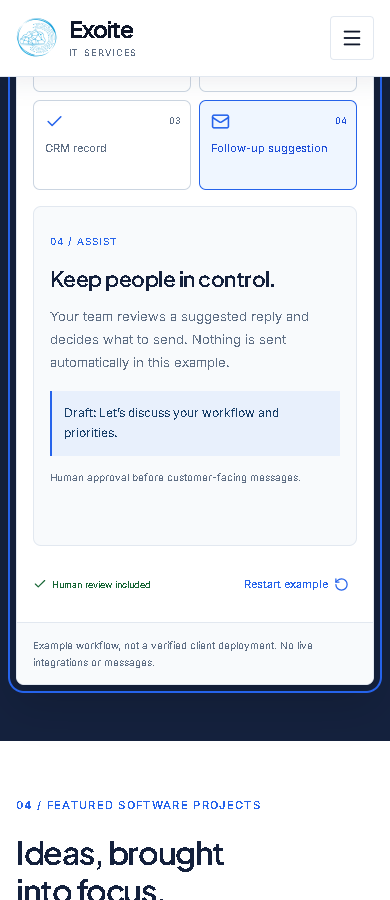 Exoite
IT SERVICES
03
CRM record
04
Follow-up suggestion
04 / ASSIST
Keep people in control.
Your team reviews a suggested reply and
decides what to send. Nothing is sent
automatically in this example.
Draft: Let's discuss your workflow and
priorities.
Human approval before customer-facing messages.
Human review included
Restart example
Example workflow, not a verified client deployment. No live
integrations or messages.
04 / FEATURED SOFTWARE PROJECTS
Ideas, brought
into focus.